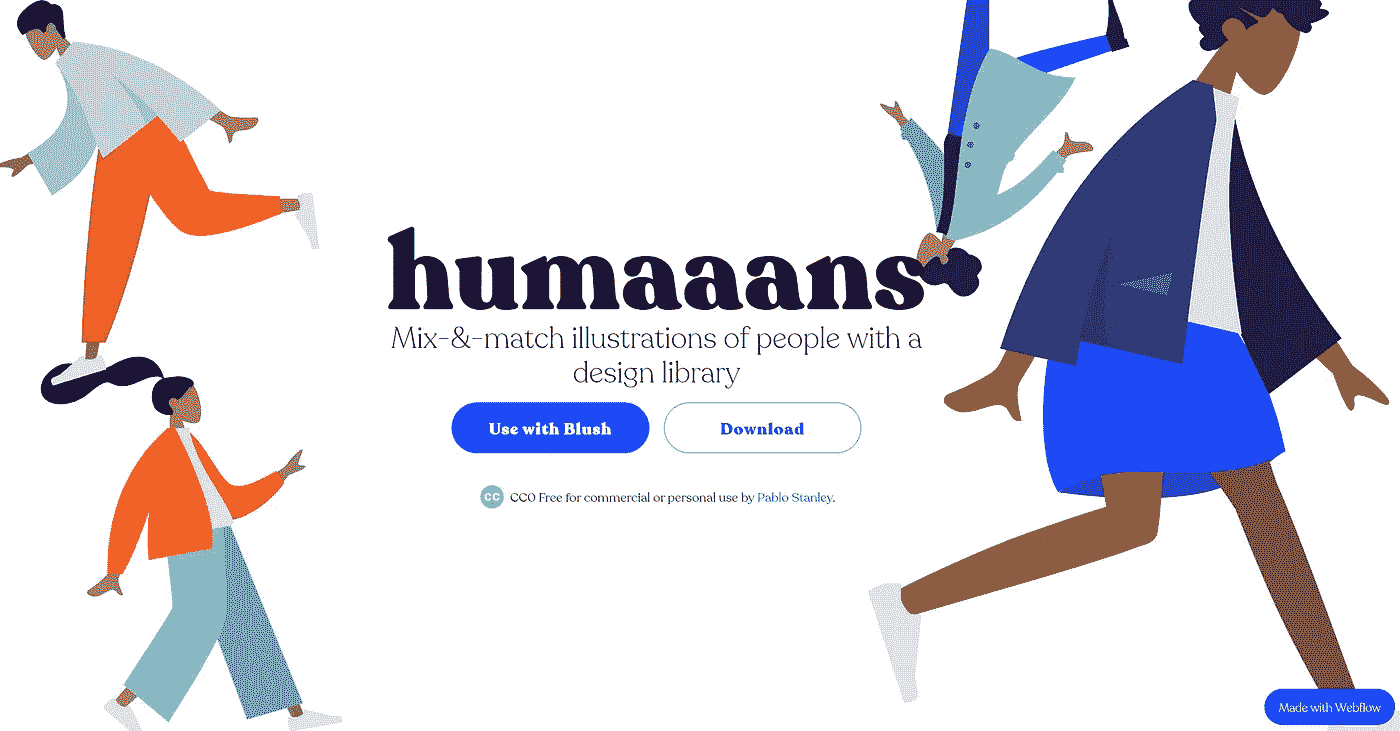 humaaans
Mix-&-match illustrations of people with a
design library
Use with Blush
Download
CC CC0 Free for commercial or personal use by Pablo Stanley.
Made with Webflow